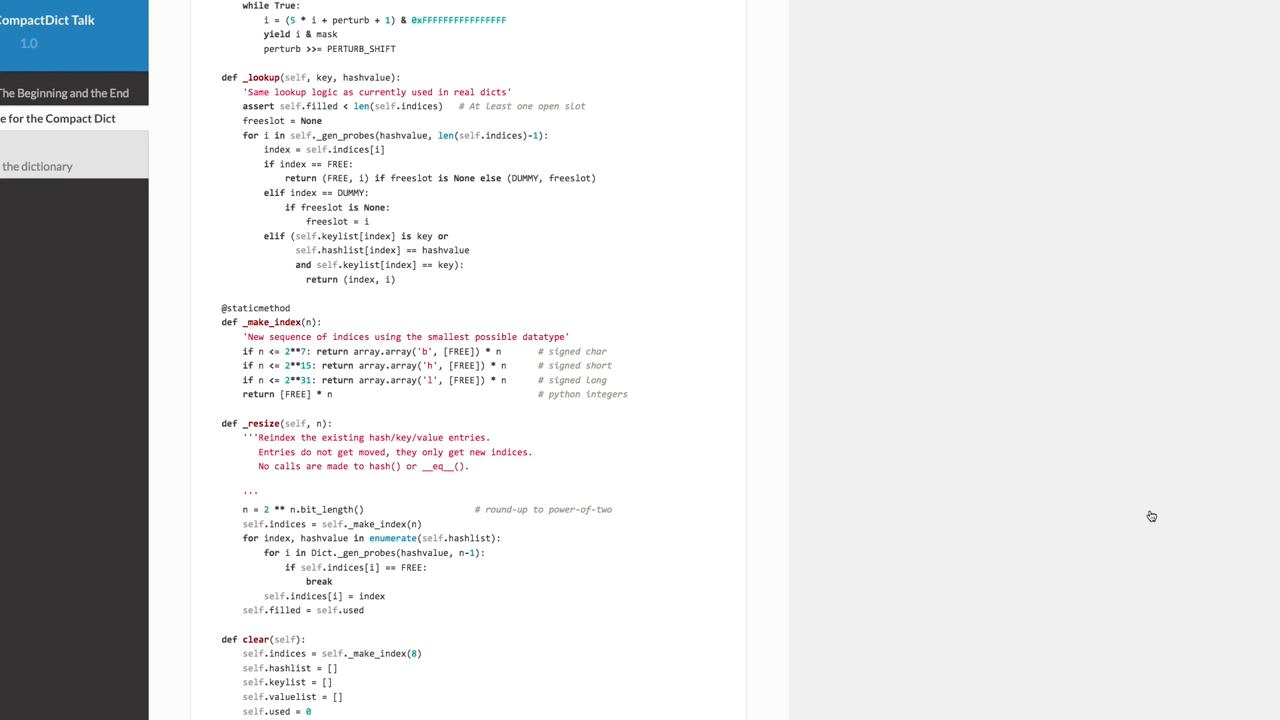 CompactDict Talk
1.0
The Beginning and the End
e for the Compact Dict
the dictionary
while True:
i = (5 * i + perturb + 1) & 0xFFFFFFFFFFFFFFFF
yield i & mask
perturb >>= PERTURB_SHIFT
def _lookup(self, key, hashvalue):
'Same lookup logic as currently used in real dicts'
assert self.filled < len(self.indices)   # At least one open slot
freeslot = None
for i in self._gen_probes(hashvalue, len(self.indices)-1):
index = self.indices[i]
if index == FREE:
return (FREE, i) if freeslot is None else (DUMMY, freeslot)
elif index == DUMMY:
if freeslot is None:
freeslot = i
elif (self.keylist[index] is key or
self.hashlist[index] == hashvalue
and self.keylist[index] == key):
return (index, i)
@staticmethod
def _make_index(n):
'New sequence of indices using the smallest possible datatype'
if n <= 2**7: return array.array('b', [FREE]) * n       # signed char
if n <= 2**15: return array.array('h', [FREE]) * n      # signed short
if n <= 2**31: return array.array('l', [FREE]) * n      # signed long
return [FREE] * n                                       # python integers
def _resize(self, n):
'''Reindex the existing hash/key/value entries.
Entries do not get moved, they only get new indices.
No calls are made to hash() or __eq__().
'''
n = 2 ** n.bit_length()                     # round-up to power-of-two
self.indices = self._make_index(n)
for index, hashvalue in enumerate(self.hashlist):
for i in Dict._gen_probes(hashvalue, n-1):
if self.indices[i] == FREE:
break
self.indices[i] = index
self.filled = self.used
def clear(self):
self.indices = self._make_index(8)
self.hashlist = []
self.keylist = []
self.valuelist = []
self.used = 0